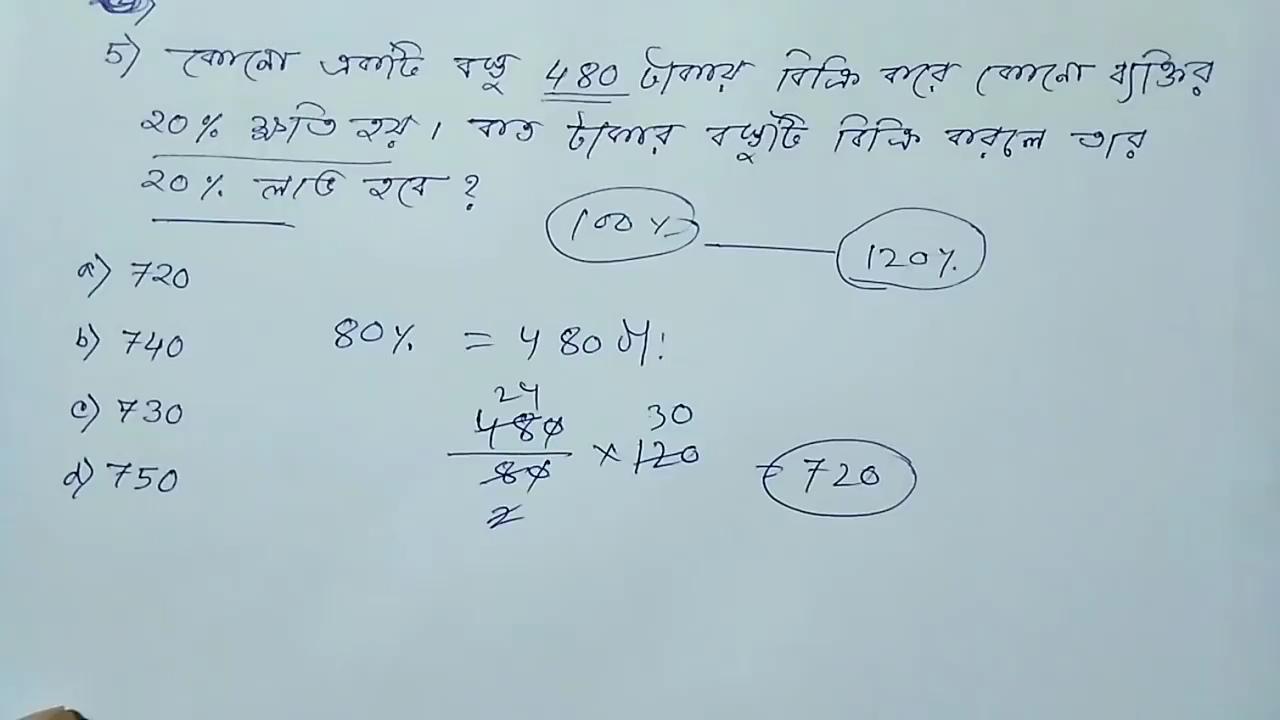 5) কোনো একটি বস্তু 480 টাকায় বিক্রি করে কোনো ব্যক্তির
20% ক্ষতি হয়। কত টাকায় বস্তুটি বিক্রি করলে তার
20% লাভ হবে ?
100%
120%
a) 720
b) 740
c) 730
d) 750
80% = 480
24
480 30
80 × 120 = 720
2